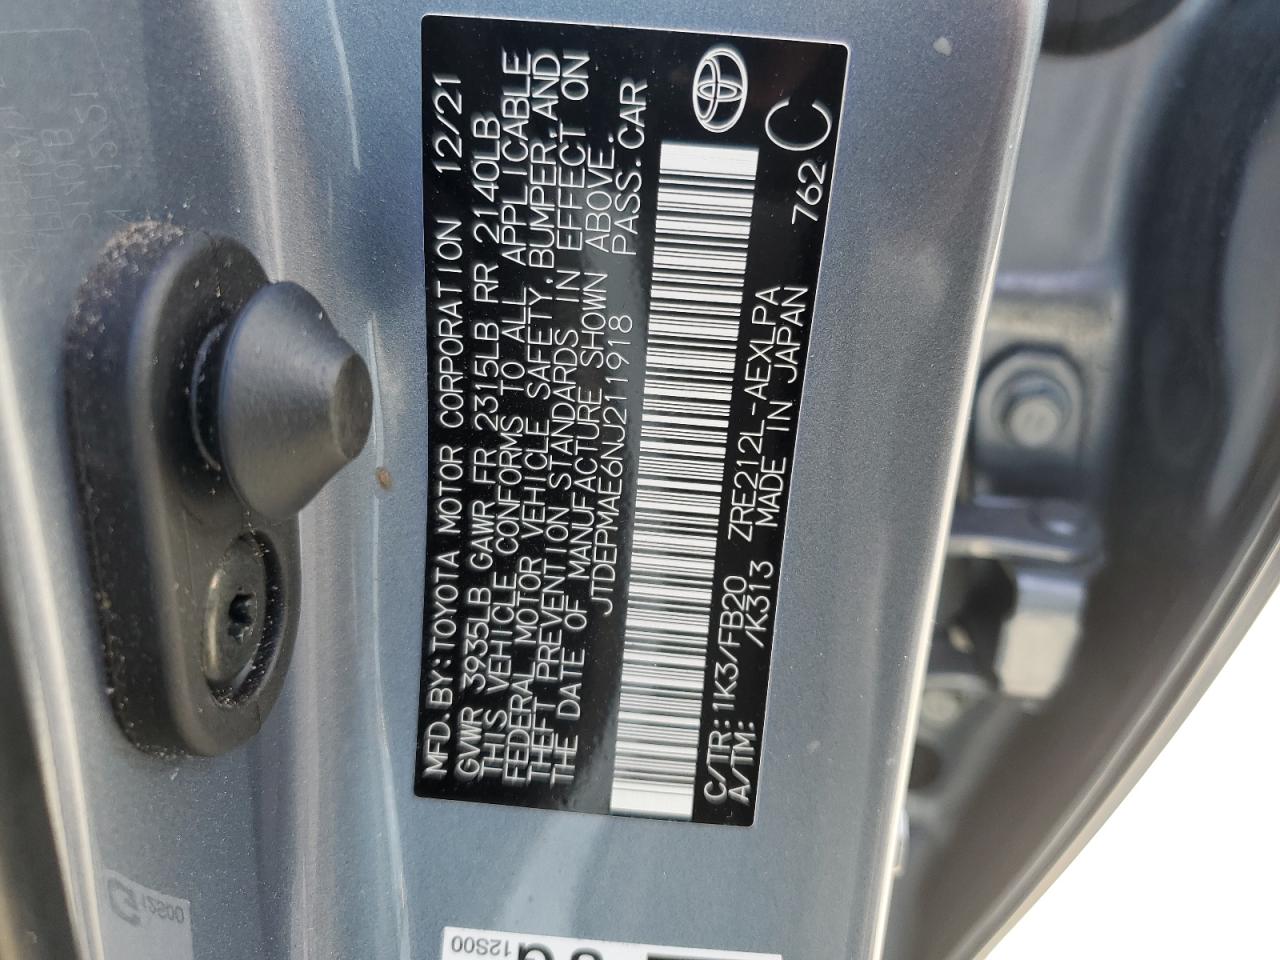 MFD. BY: TOYOTA MOTOR CORPORATION 12/21
GVWR 3935LB GAWR FR 2315LB RR 2140LB
THIS VEHICLE CONFORMS TO ALL APPLICABLE
FEDERAL MOTOR VEHICLE SAFETY, BUMPER, AND
THEFT PREVENTION STANDARDS IN EFFECT ON
THE DATE OF MANUFACTURE SHOWN ABOVE.
JTDEPMAE6NJ211918 PASS. CAR
C/TR: 1K3/FB20 ZRE212L-AEXLPA 762 C
A/TM: /K313 MADE IN JAPAN
12S00
12S00